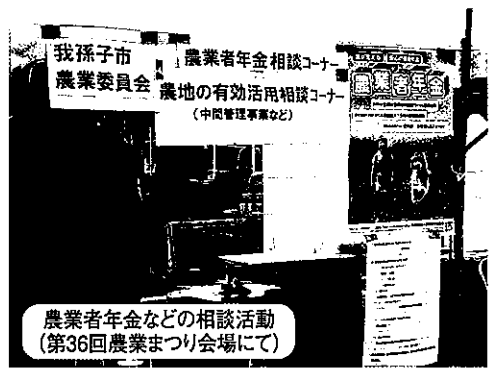 我孫子市
農業委員会
農業者年金相談コーナー
農地の有効活用相談コーナー
(中間管理事業など)
農業者年金
農業者年金などの相談活動
(第36回農業まつり会場にて)